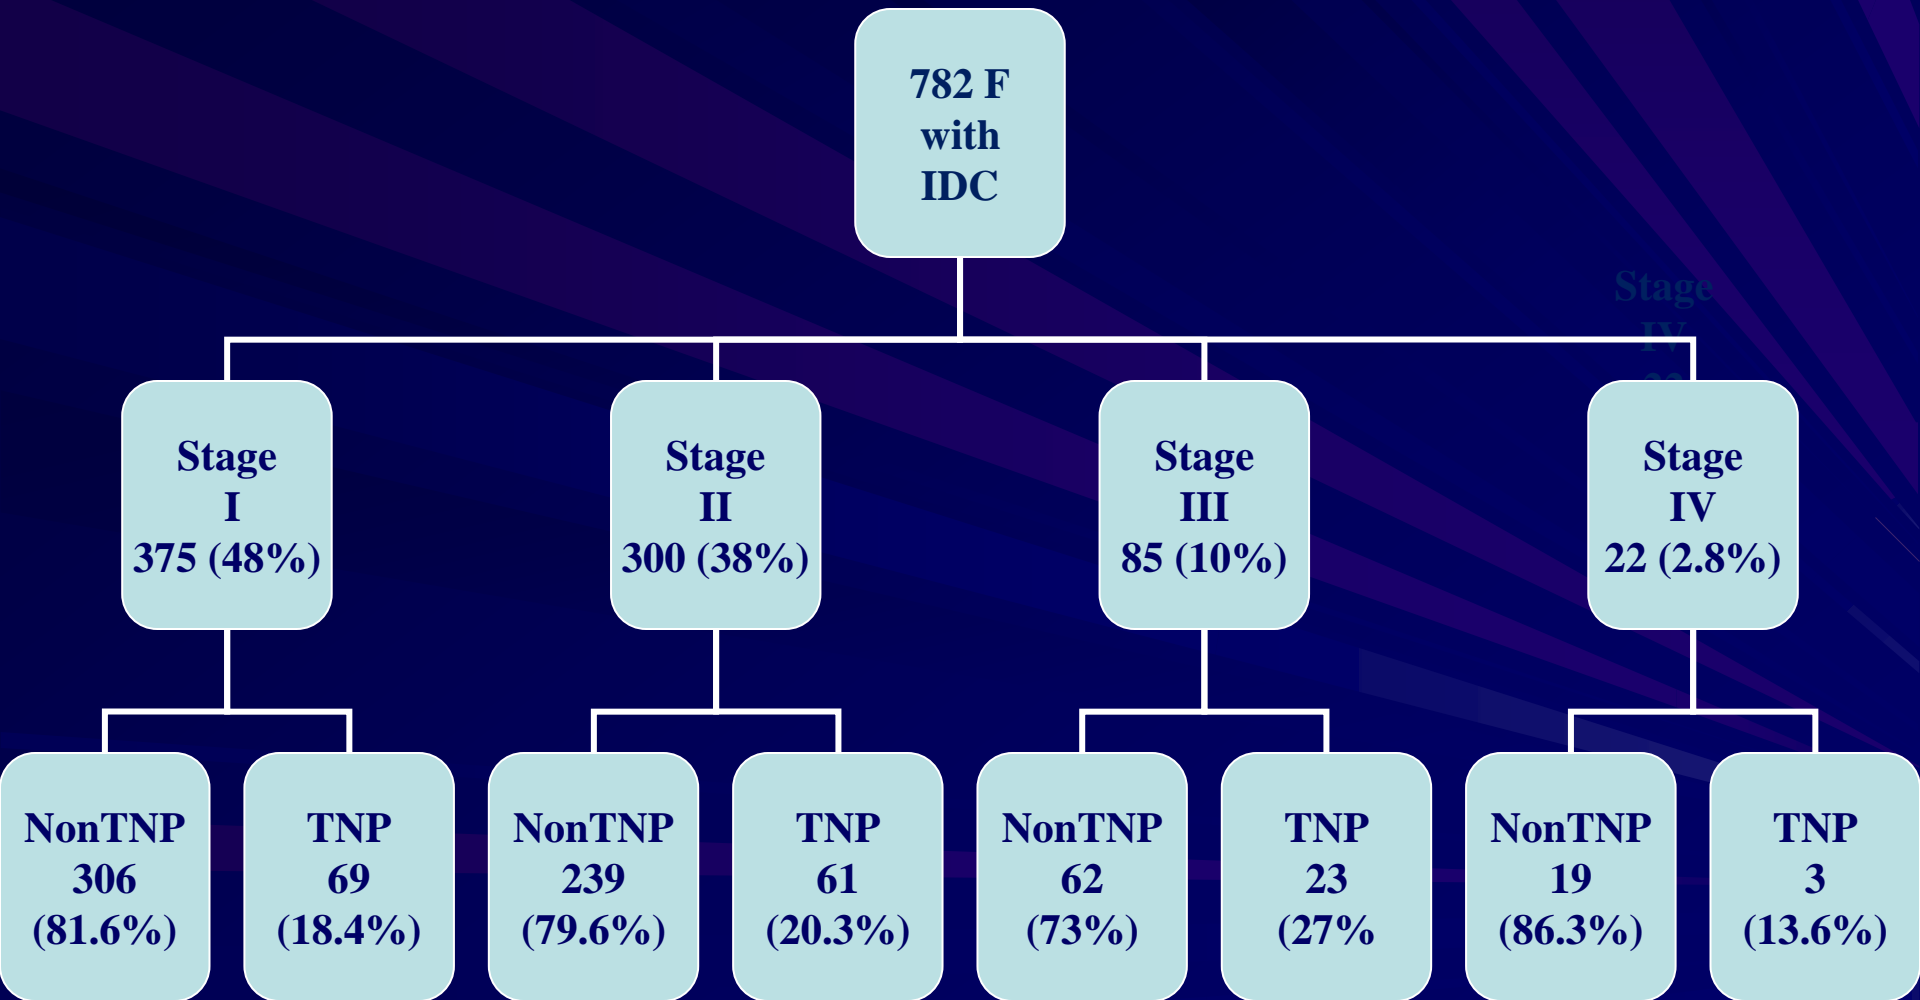 782 F
with
IDC
Stage
IV
Stage
I
375 (48%)
Stage
II
300 (38%)
Stage
III
85 (10%)
Stage
IV
22 (2.8%)
NonTNP
306
(81.6%)
TNP
69
(18.4%)
NonTNP
239
(79.6%)
TNP
61
(20.3%)
NonTNP
62
(73%)
TNP
23
(27%
NonTNP
19
(86.3%)
TNP
3
(13.6%)